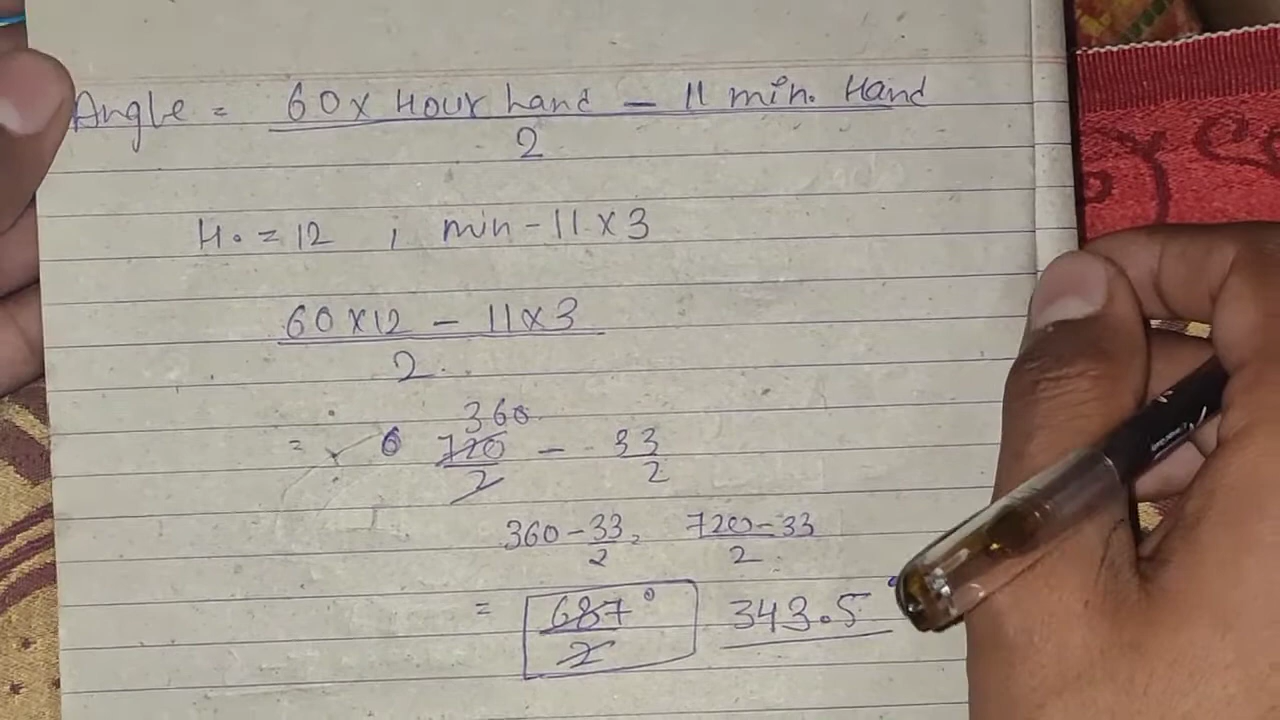 Angle = 60 x Hour hand - 11 min. Hand
2
H. = 12 , min - 11 x 3
60 x 12 - 11 x 3
2
360
= 6 720 - 33
2 2
360 - 33 , 720 - 33
2 2
= 687° 343.5°
2